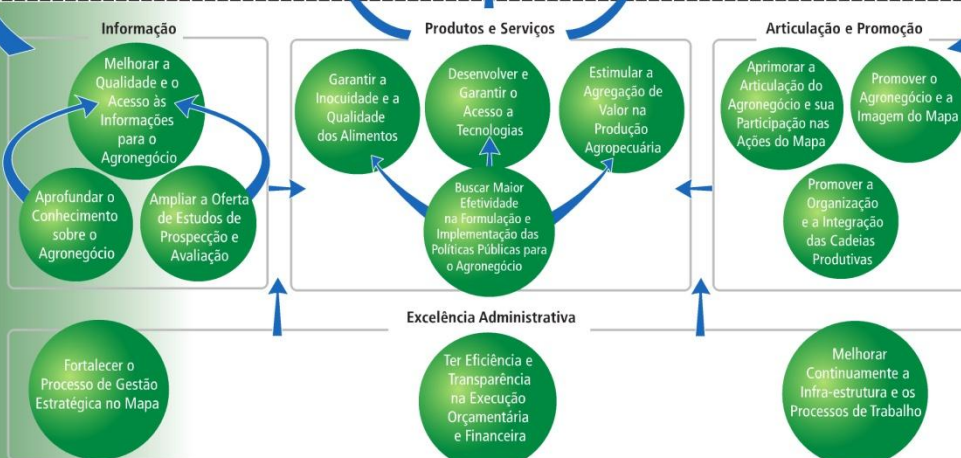 Informação
Melhorar a
Qualidade e o
Acesso às
Informações
para o
Agronegócio
Aprofundar o
Conhecimento
sobre o
Agronegócio
Ampliar a Oferta
de Estudos de
Prospecção e
Avaliação
Produtos e Serviços
Garantir a
Inocuidade e a
Qualidade
dos Alimentos
Desenvolver e
Garantir o
Acesso a
Tecnologias
Estimular a
Agregação de
Valor na
Produção
Agropecuária
Buscar Maior
Efetividade
na Formulação e
Implementação das
Políticas Públicas para
o Agronegócio
Articulação e Promoção
Aprimorar a
Articulação do
Agronegócio e sua
Participação nas
Ações do Mapa
Promover o
Agronegócio e a
Imagem do Mapa
Promover a
Organização
e a Integração
das Cadeias
Produtivas
Excelência Administrativa
Fortalecer o
Processo de Gestão
Estratégica no Mapa
Ter Eficiência e
Transparência
na Execução
Orçamentária
e Financeira
Melhorar
Continuamente a
Infra-estrutura e os
Processos de Trabalho